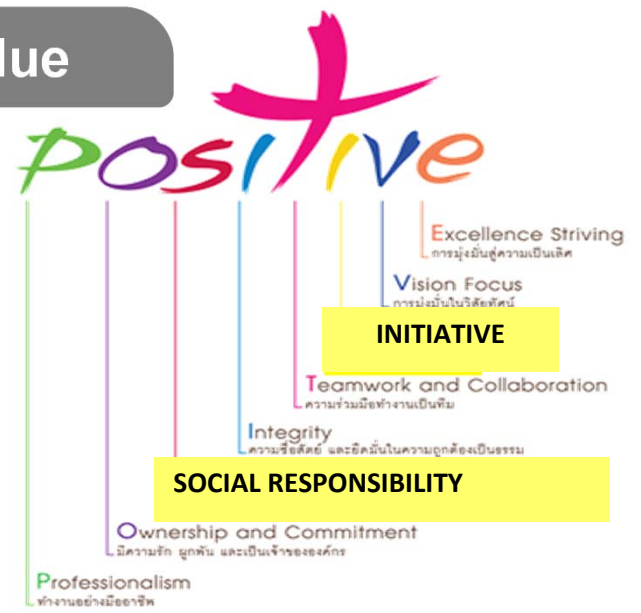 lue
POSITIVE
Excellence Striving
การมุ่งมั่นสู่ความเป็นเลิศ
Vision Focus
การมุ่งมั่นในวิสัยทัศน์
INITIATIVE
Teamwork and Collaboration
ความร่วมมือทำงานเป็นทีม
Integrity
ความซื่อสัตย์ และยึดมั่นในความถูกต้องเป็นธรรม
SOCIAL RESPONSIBILITY
Ownership and Commitment
มีความรัก ผูกพัน และเป็นเจ้าขององค์กร
Professionalism
ทำงานอย่างมืออาชีพ